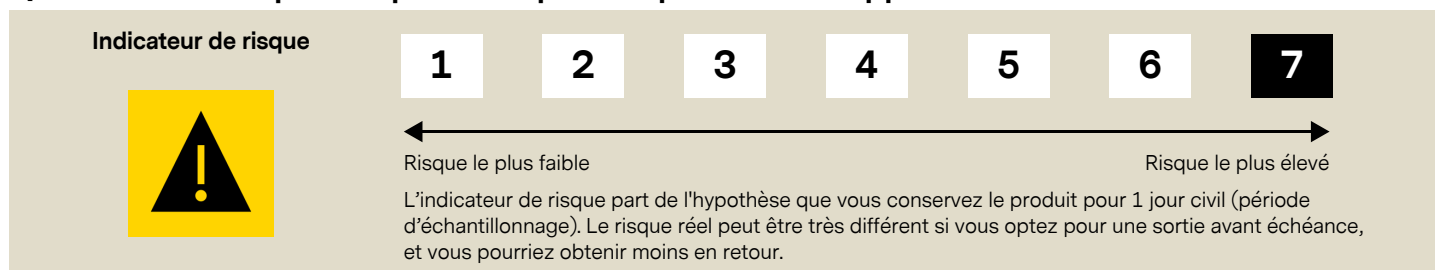 Indicateur de risque
1 2 3 4 5 6 7
Risque le plus faible Risque le plus élevé
L’indicateur de risque part de l'hypothèse que vous conservez le produit pour 1 jour civil (période
d’échantillonnage). Le risque réel peut être très différent si vous optez pour une sortie avant échéance,
et vous pourriez obtenir moins en retour.